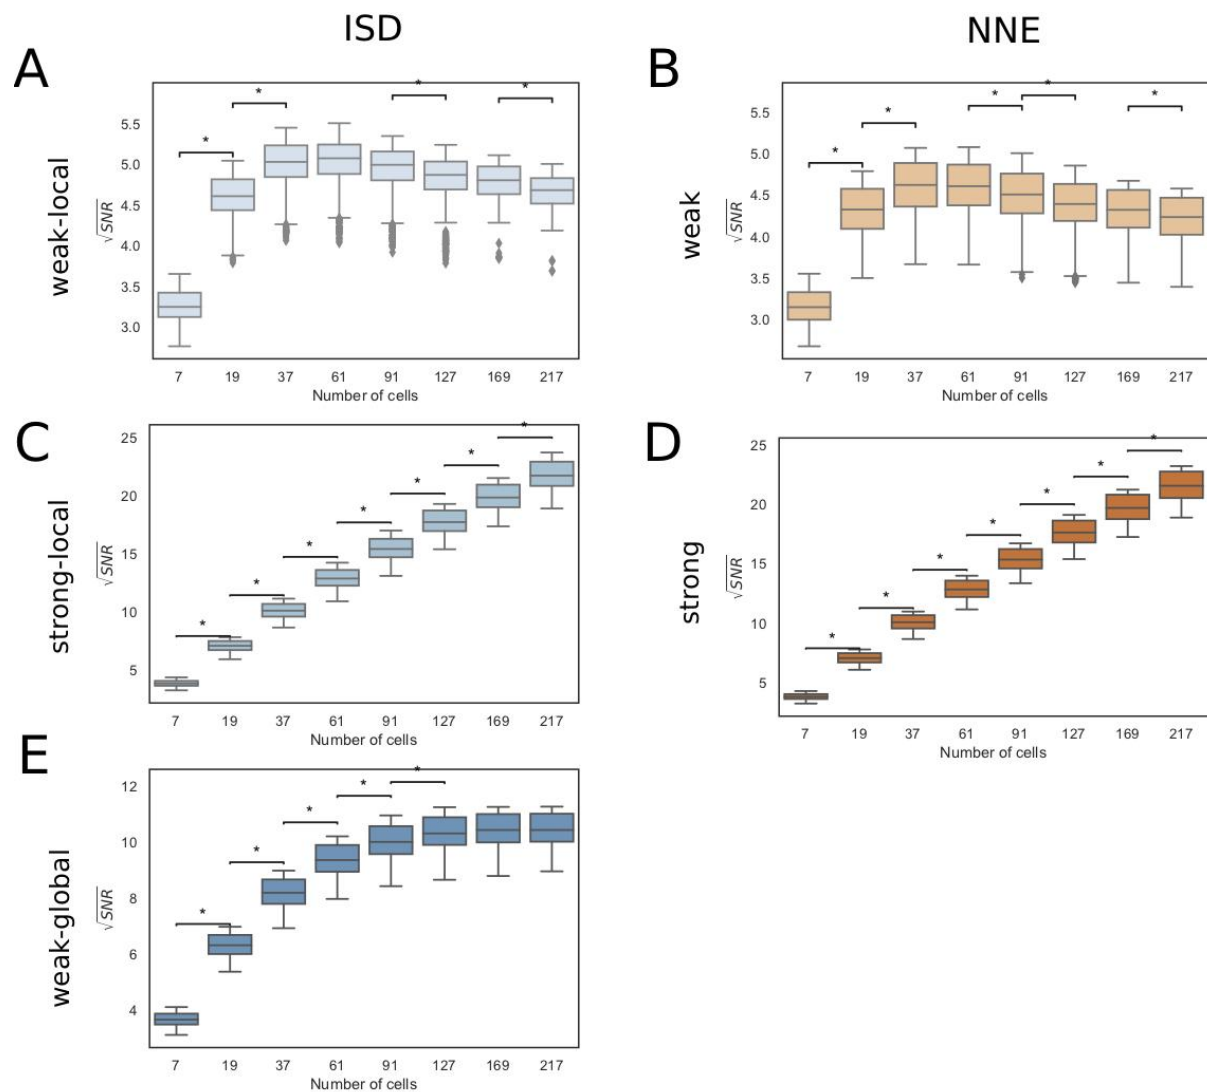 ISD
NNE
A
weak-local
√SNR
* * * *
5.5
5.0
4.5
4.0
3.5
3.0
7 19 37 61 91 127 169 217
Number of cells
B
weak
√SNR
* * * * *
5.5
5.0
4.5
4.0
3.5
3.0
7 19 37 61 91 127 169 217
Number of cells
C
strong-local
√SNR
* * * * * * *
25
20
15
10
5
7 19 37 61 91 127 169 217
Number of cells
D
strong
√SNR
* * * * * * *
25
20
15
10
5
7 19 37 61 91 127 169 217
Number of cells
E
weak-global
√SNR
* * * * *
12
10
8
6
4
7 19 37 61 91 127 169 217
Number of cells